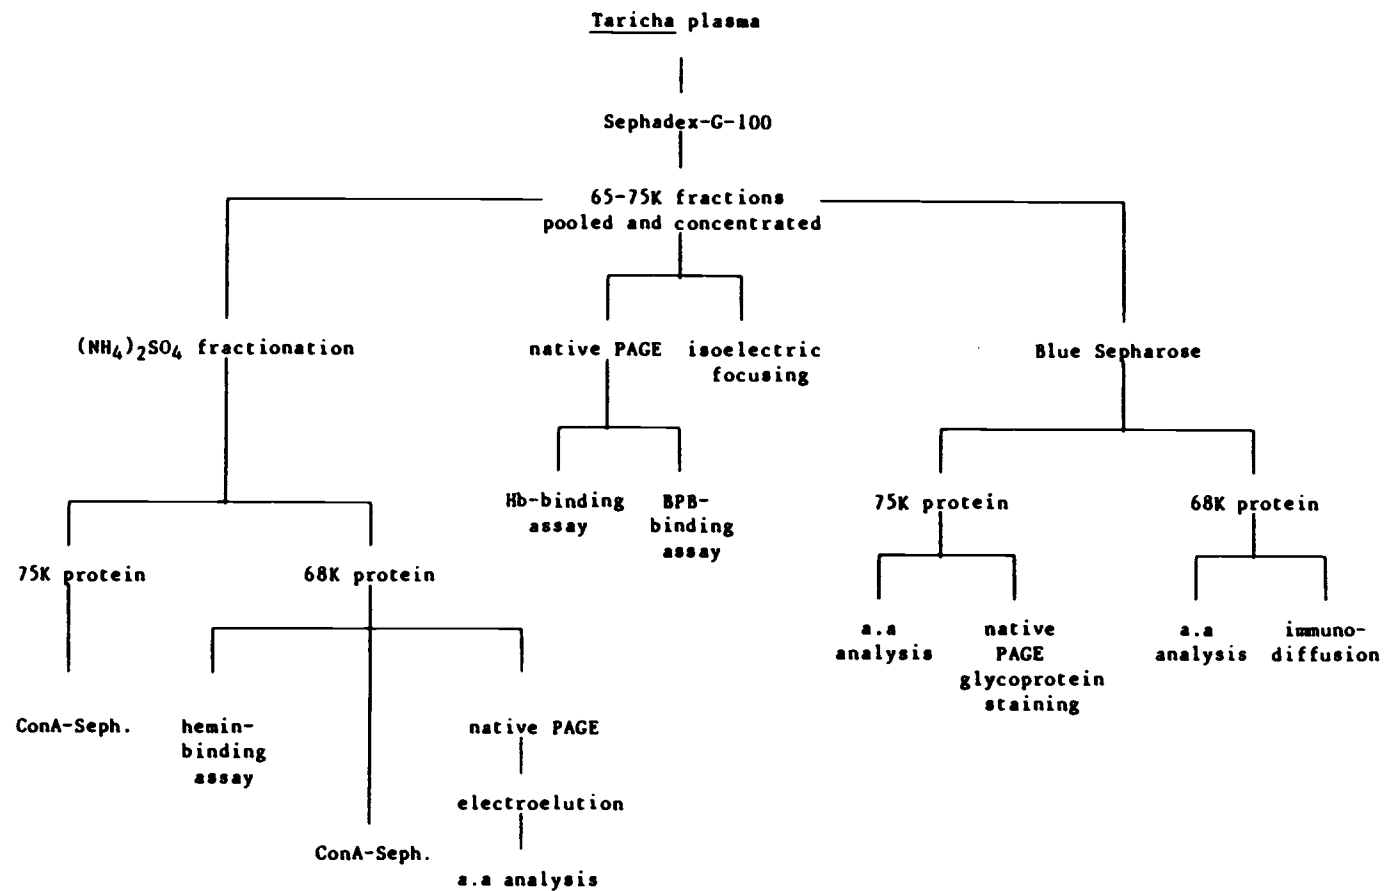 Taricha plasma
Sephadex-G-100
65-75K fractions
pooled and concentrated
(NH4)2SO4 fractionation
native PAGE
isoelectric
focusing
Blue Sepharose
Hb-binding
assay
BPB-
binding
assay
75K protein
68K protein
75K protein
68K protein
a.a
analysis
native
PAGE
glycoprotein
staining
a.a
analysis
immuno-
diffusion
ConA-Seph.
hemin-
binding
assay
native PAGE
electroelution
ConA-Seph.
a.a analysis